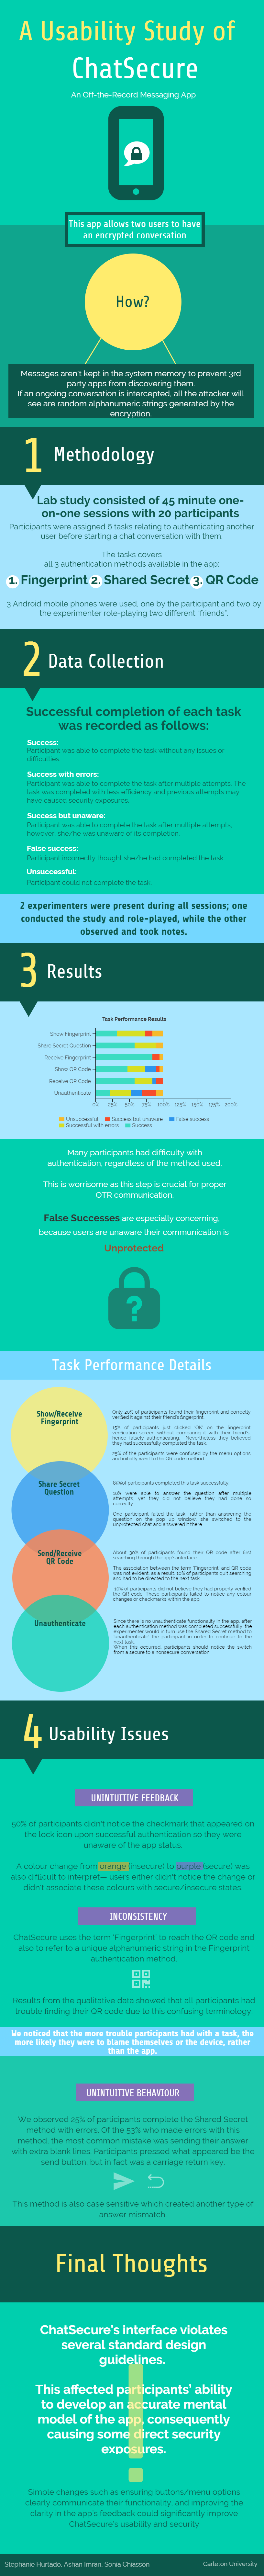 A Usability Study of
ChatSecure
An Off-the-Record Messaging App
This app allows two users to have
an encrypted conversation
How?
Messages aren't kept in the system memory to prevent 3rd
party apps from discovering them.
If an ongoing conversation is intercepted, all the attacker will
see are random alphanumeric strings generated by the
encryption.
1 Methodology
Lab study consisted of 45 minute one-
on-one sessions with 20 participants
Participants were assigned 6 tasks relating to authenticating another
user before starting a chat conversation with them.
The tasks covers
all 3 authentication methods available in the app:
1. Fingerprint 2. Shared Secret 3. QR Code
3 Android mobile phones were used, one by the participant and two by
the experimenter role-playing two different "friends".
2 Data Collection
Successful completion of each task
was recorded as follows:
Success:
Participant was able to complete the task without any issues or
difficulties.
Success with errors:
Participant was able to complete the task after multiple attempts. The
task was completed with less efficiency and previous attempts may
have caused security exposures.
Success but unaware:
Participant was able to complete the task after multiple attempts,
however, she/he was unaware of its completion.
False success:
Participant incorrectly thought she/he had completed the task.
Unsuccessful:
Participant could not complete the task.
2 experimenters were present during all sessions; one
conducted the study and role-played, while the other
observed and took notes.
3 Results
Task Performance Results
Show Fingerprint
Share Secret Question
Receive Fingerprint
Show QR Code
Receive QR Code
Unauthenticate
0% 25% 50% 75% 100% 125% 150% 175% 200%
Unsuccessful Success but unaware False success
Successful with errors Success
Many participants had difficulty with
authentication, regardless of the method used.
This is worrisome as this step is crucial for proper
OTR communication.
False Successes are especially concerning,
because users are unaware their communication is
Unprotected
?
Task Performance Details
Show/Receive
Fingerprint
Only 20% of participants found their fingerprint and correctly
verified it against their friend's fingerprint
15% of participants just clicked 'OK' on the fingerprint
verification screen without comparing it with their friend's,
hence falsely authenticating. Nevertheless they believed
they had successfully completed the task.
25% of participants were confused by the menu options
and initially went to the QR code method
Share Secret
Question
85% of participants completed this task successfully.
10% were able to answer the question after multiple
attempts yet they did not believe they had done so
correctly.
One participant failed the task—rather than answering the
question on the pop up window, she switched to the
unprotected chat and answered it there.
Send/Receive
QR Code
About 30% of participants found their QR code after first
searching through the app's interface
The association between the term 'Fingerprint' and QR code
was not evident; as a result, 10% of participants quit searching
and had to be directed to the next task.
10% of participants did not believe they had properly verified
the QR code. These participants failed to notice any colour
changes or checkmarks within the app.
Unauthenticate
Since there is no unauthenticate functionality in the app, after
each authentication method was completed successfully, the
experimenter would in turn use the Shared Secret method to
'unauthenticate' the participant in order to continue to the
next task.
When this occurred, participants should notice the switch
from a secure to a nonsecure conversation.
4 Usability Issues
UNINTUITIVE FEEDBACK
50% of participants didn't notice the checkmark that appeared on
the lock icon upon successful authentication so they were
unaware of the app status.
A colour change from orange (insecure) to purple (secure) was
also difficult to interpret-- users either didn't notice the change or
didn't associate these colours with secure/insecure states.
INCONSISTENCY
ChatSecure uses the term 'Fingerprint' to reach the QR code and
also to refer to a unique alphanumeric string in the Fingerprint
authentication method.
Results from the qualitative data showed that all participants had
trouble finding their QR code due to this confusing terminology.
We noticed that the more trouble participants had with a task, the
more likely they were to blame themselves or the device, rather
than the app.
UNINTUITIVE BEHAVIOUR
We observed 25% of participants complete the Shared Secret
method with errors. Of the 53% who made errors with this
method, the most common mistake was sending their answer
with extra blank lines. Participants pressed what appeared be the
send button, but in fact was a carriage return key.
This method is also case sensitive which created another type of
answer mismatch.
Final Thoughts
ChatSecure's interface violates
several standard design
guidelines.
This affected participants' ability
to develop an accurate mental
model of the app, consequently
causing some direct security
exposures.
Simple changes such as ensuring buttons/menu options
clearly communicate their functionality, and improving the
clarity in the app's feedback could significantly improve
ChatSecure's usability and security
Stephanie Hurtado, Ashan Imran, Sonia Chiasson Carleton University